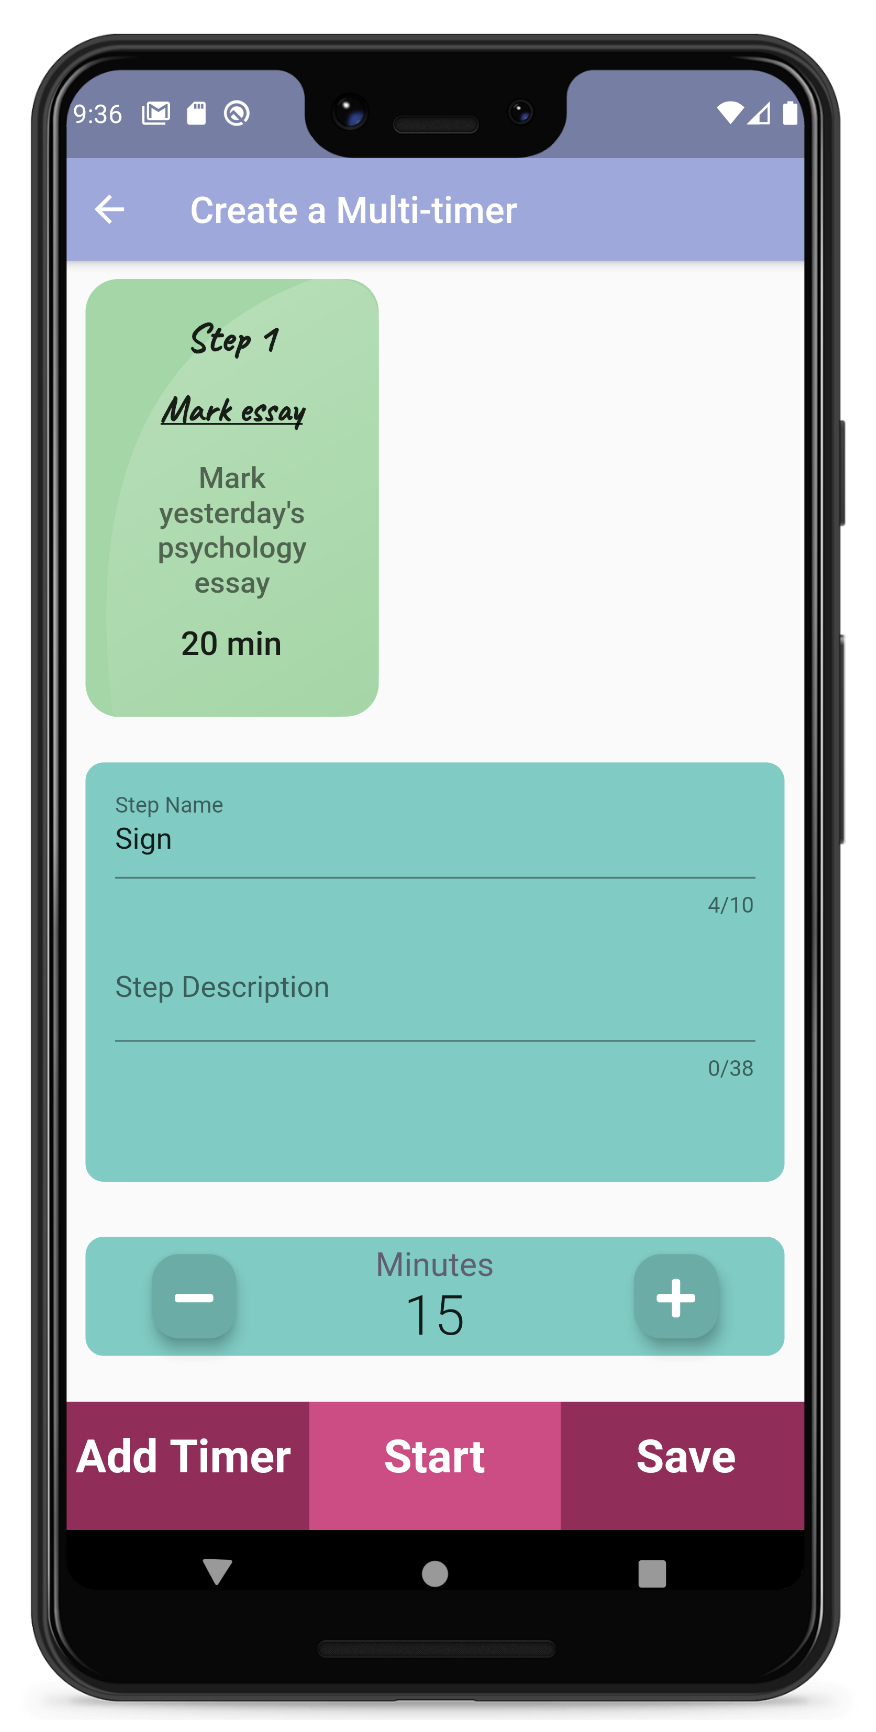 9:36
Create a Multi-timer
Step 1
Mark essay
Mark
yesterday's
psychology
essay
20 min
Step Name
Sign
4/10
Step Description
0/38
Minutes
15
Add Timer
Start
Save